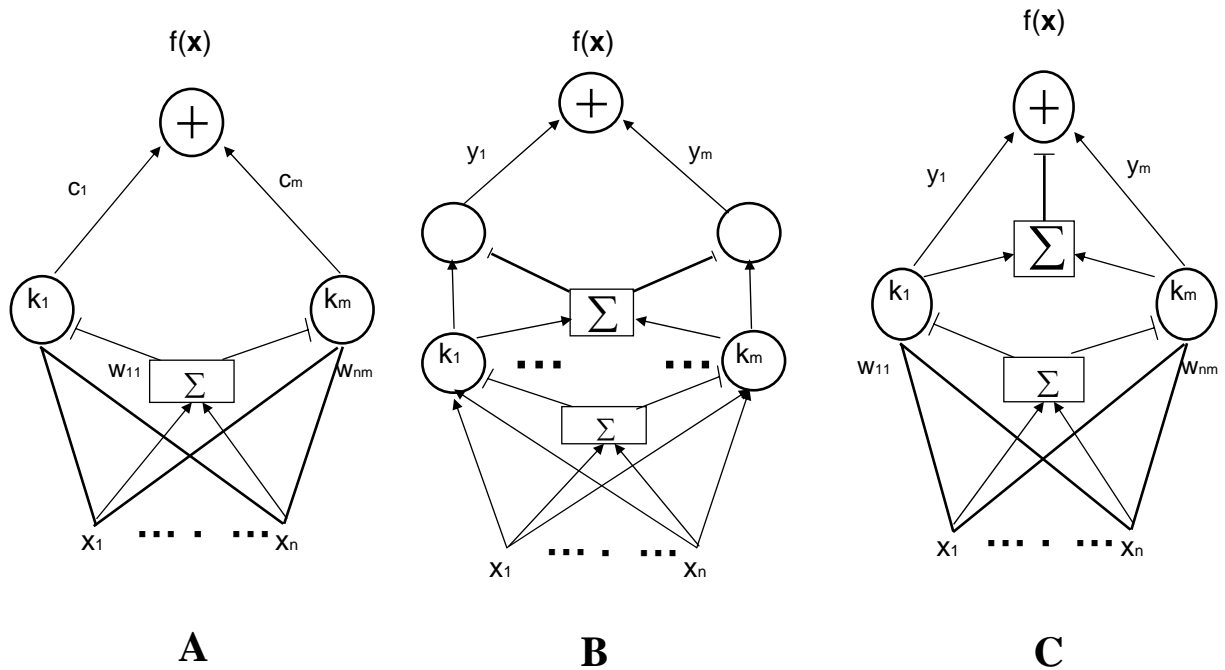 f(x)
+
c1
cm
k1
km
w11
Σ
wnm
x1 ... . ... xn
A
f(x)
+
y1
ym
Σ
k1 ... ... km
Σ
x1 ... . ... xn
B
f(x)
+
y1
ym
Σ
k1
km
w11
Σ
wnm
x1 ... . ... xn
C